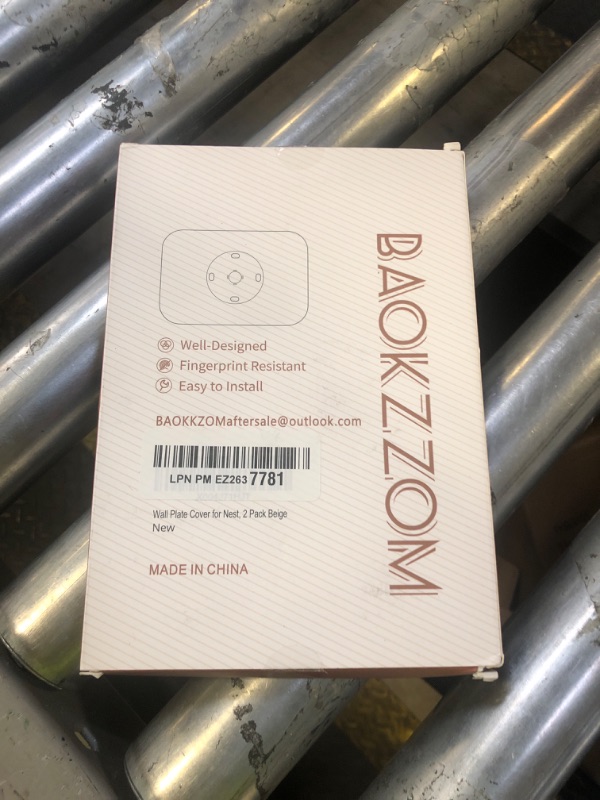 BAOKZZOM
Well-Designed
Fingerprint Resistant
Easy to Install
BAOKKZOMaftersale@outlook.com
LPN PM EZ263 7781
Wall Plate Cover for Nest, 2 Pack Beige
New
MADE IN CHINA